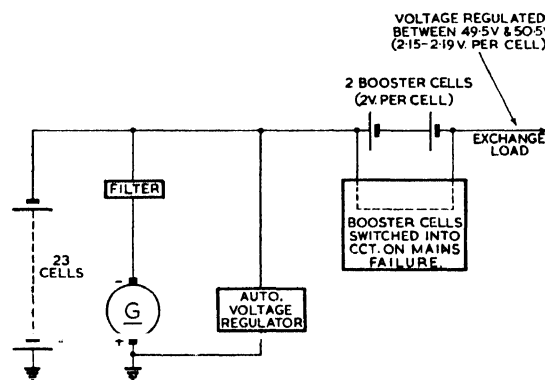 VOLTAGE REGULATED
BETWEEN 49·5V & 50·5V
(2·15-2·19 V. PER CELL)
2 BOOSTER CELLS
(2V. PER CELL)
EXCHANGE
LOAD
FILTER
BOOSTER CELLS
SWITCHED INTO
CCT. ON MAINS
FAILURE.
23
CELLS
-
G
+
AUTO.
VOLTAGE
REGULATOR